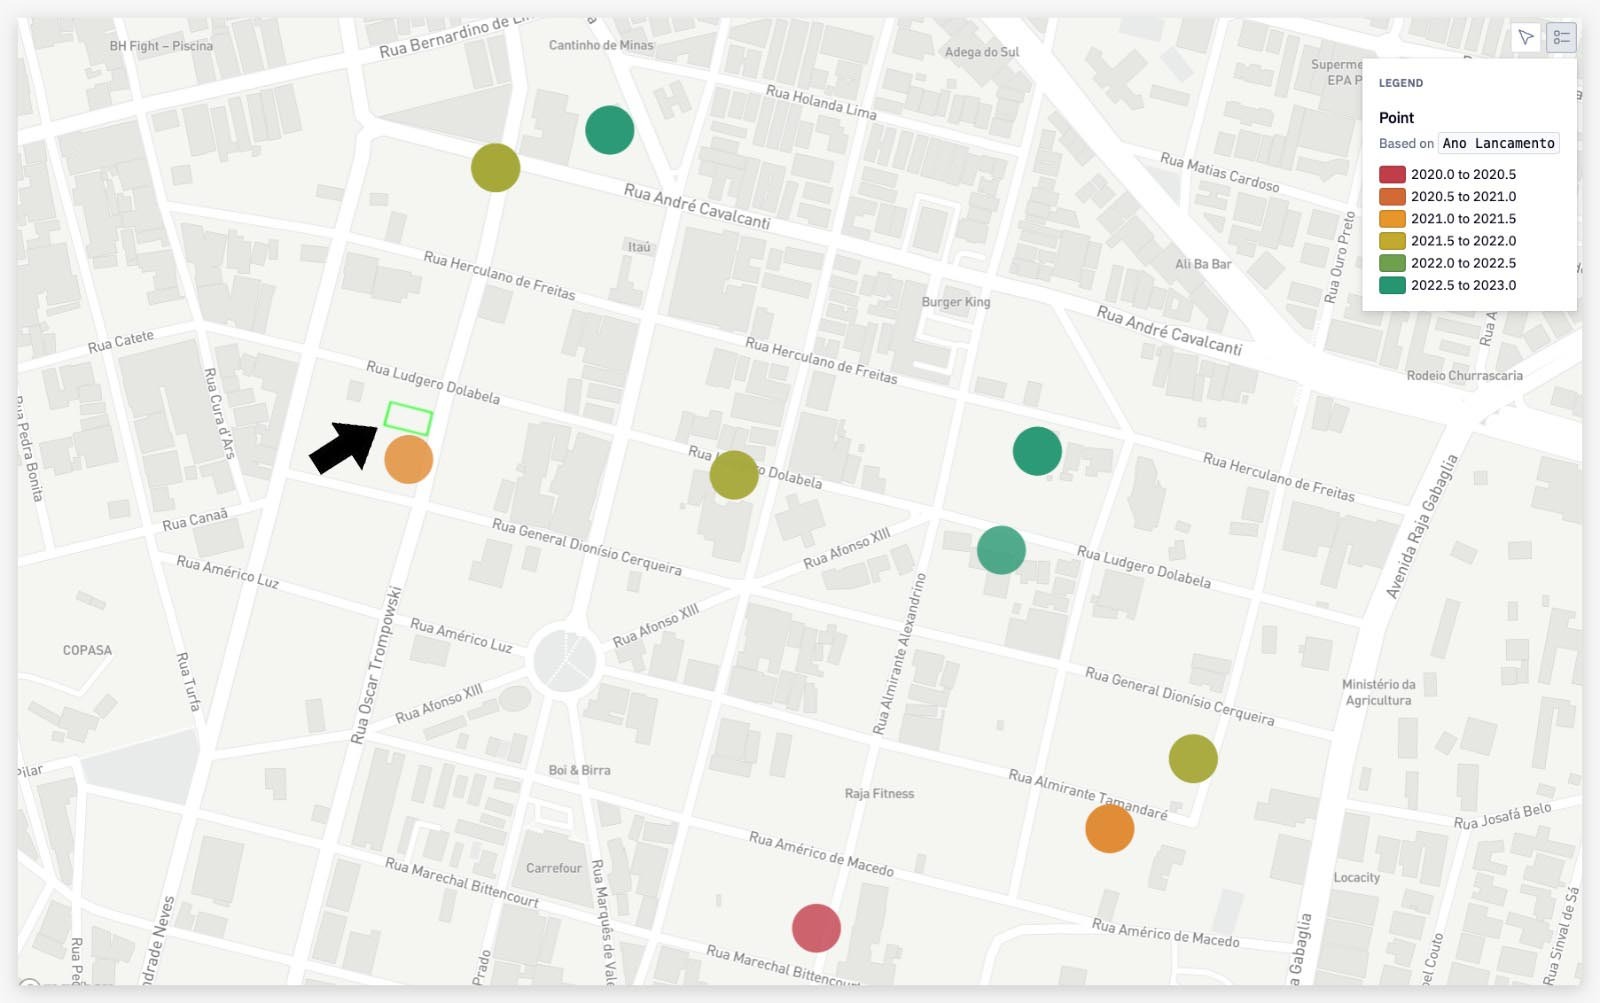 BH Fight – Piscina
Rua Bernardino de
Cantinho de Minas
Adega do Sul
Rua Holanda Lima
Rua Matias Cardoso
EPA
LEGEND
Point
Based on Ano Lancamento
2020.0 to 2020.5
2020.5 to 2021.0
2021.0 to 2021.5
2021.5 to 2022.0
2022.0 to 2022.5
2022.5 to 2023.0
Rua André Cavalcanti
Itaú
Rua Herculano de Freitas
Burger King
Ali Ba Bar
Rua Ouro Preto
Rua André Cavalcanti
Rua Catete
Rua Herculano de Freitas
Rua
Rodeio Churrascaria
Rua Ludgero Dolabela
Rua Cura d'Ars
Rua Pedra Bonita
Dolabela
Rua Herculano de Freitas
Avenida Raja Gabaglia
Rua Canaã
Rua General Dionísio Cerqueira
Rua Afonso XIII
Rua Ludgero Dolabela
Rua Américo Luz
Rua Américo Luz
Rua Afonso XIII
Rua Almirante Alexandrino
COPASA
Rua Turfa
Rua Oscar Trompowski
Rua Afonso XIII
Rua General Dionísio Cerqueira
Ministério da
Agricultura
Boi & Birra
Raja Fitness
Rua Almirante Tamandaré
Rua Josafá Belo
Rua Américo de Macedo
Carrefour
Rua Marechal Bittencourt
Rua Marquês de
Locacity
Rua Américo de Macedo
Rua Marechal Bittencourt
Neves
Prado
Gabaglia
Couto
Rua Sinval de Sá